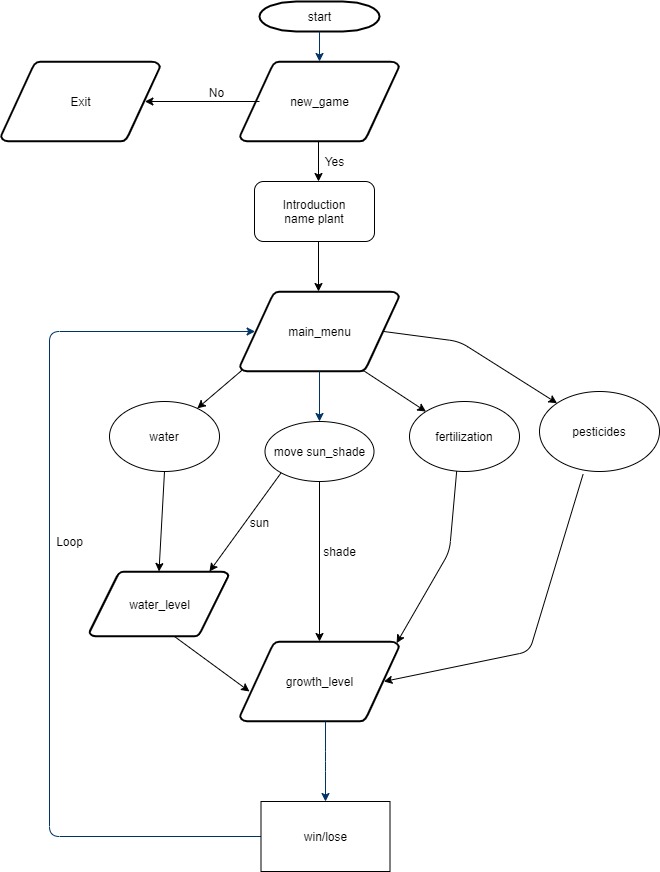 start
Exit
No
new_game
Yes
Introduction
name plant
main_menu
water
move sun_shade
fertilization
pesticides
sun
Loop
shade
water_level
growth_level
win/lose